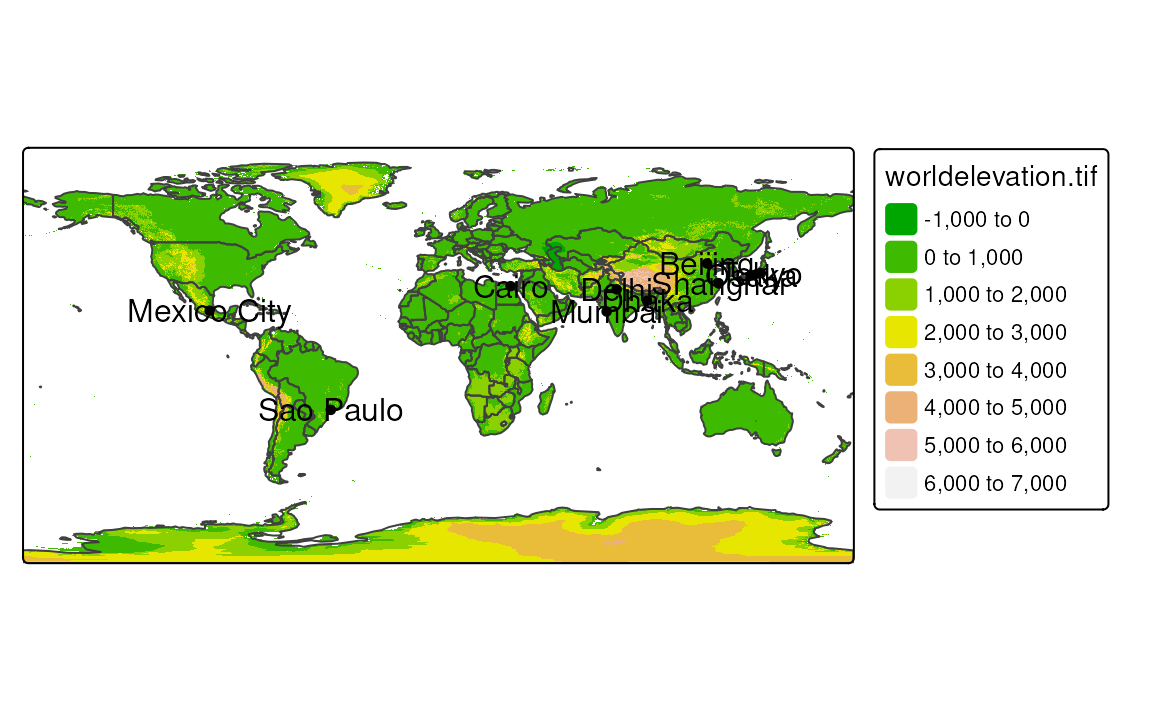 Mexico City
Sao Paulo
Cairo
Mumbai
Delhi
Dhaka
Beijing
Shanghai
worldelevation.tif
-1,000 to 0
0 to 1,000
1,000 to 2,000
2,000 to 3,000
3,000 to 4,000
4,000 to 5,000
5,000 to 6,000
6,000 to 7,000